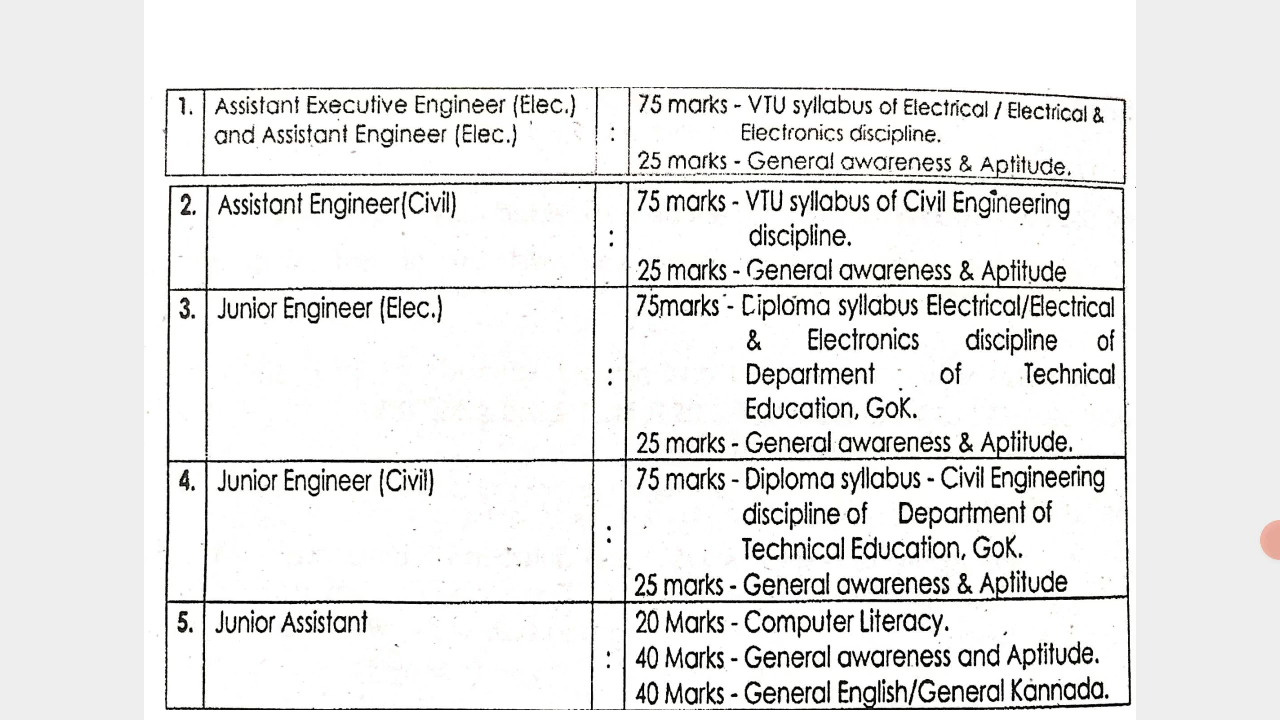 1. Assistant Executive Engineer (Elec.) 75 marks - VTU syllabus of Electrical / Electrical &
and Assistant Engineer (Elec.) : Electronics discipline.
25 marks - General awareness & Aptitude.
2. Assistant Engineer(Civil) 75 marks - VTU syllabus of Civil Engineering
: discipline.
25 marks - General awareness & Aptitude
3. Junior Engineer (Elec.) 75marks - Diploma syllabus Electrical/Electrical
& Electronics discipline of
: Department of Technical
Education, GoK.
25 marks - General awareness & Aptitude.
4. Junior Engineer (Civil) 75 marks - Diploma syllabus - Civil Engineering
discipline of Department of
: Technical Education, GoK.
25 marks - General awareness & Aptitude
5. Junior Assistant 20 Marks - Computer Literacy.
: 40 Marks - General awareness and Aptitude.
40 Marks - General English/General Kannada.